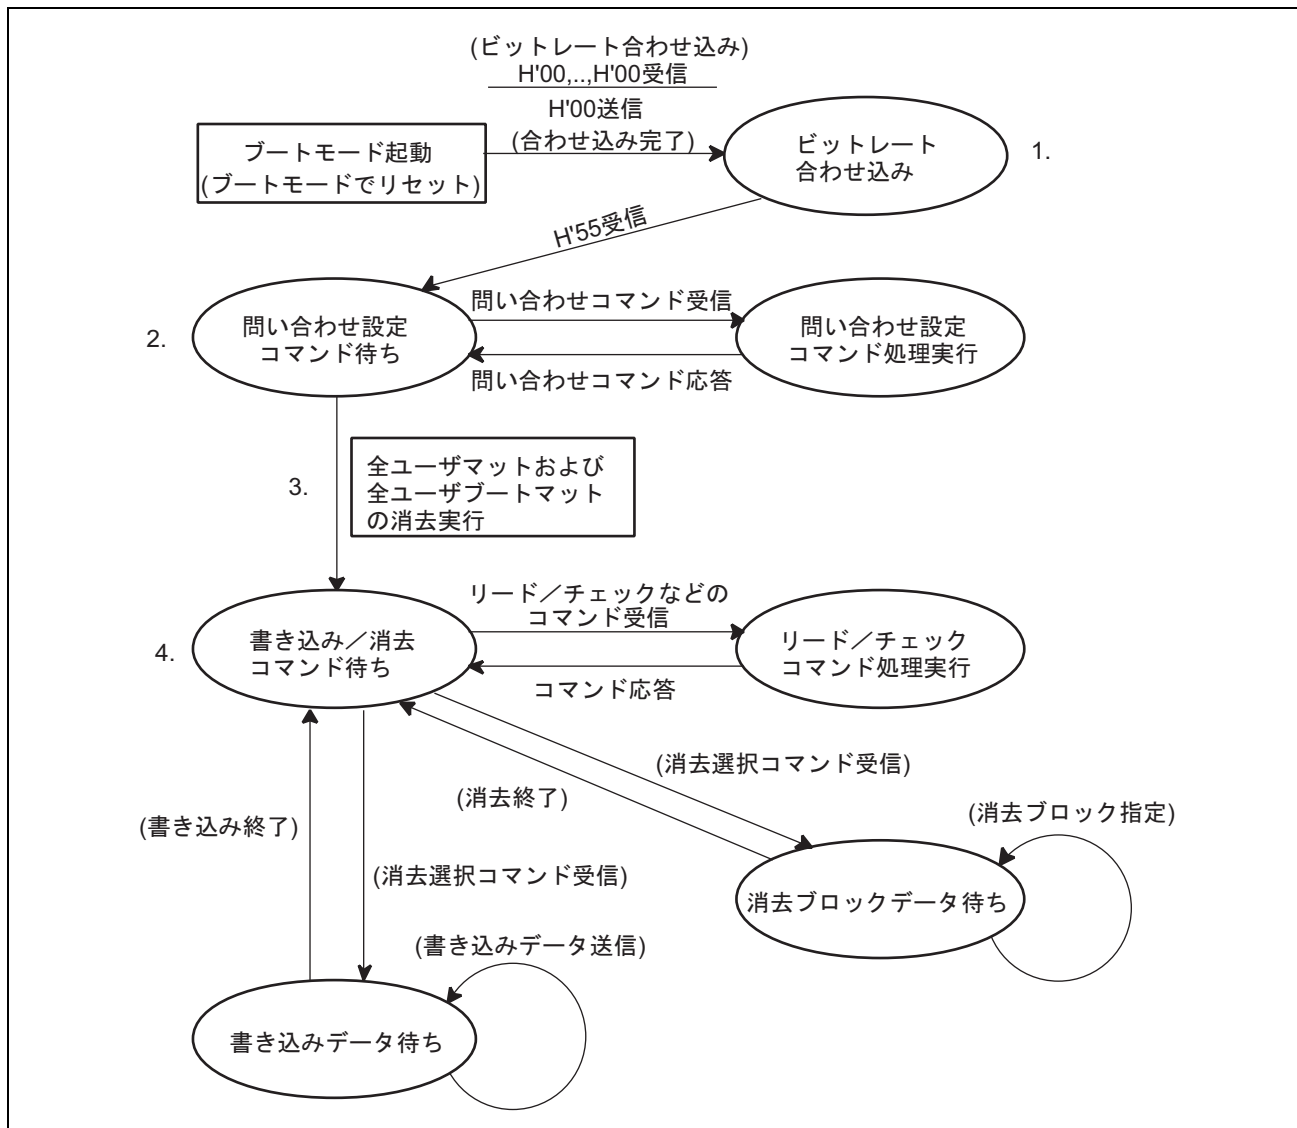 (ビットレート合わせ込み)
H'00,..,H'00受信
H'00送信
(合わせ込み完了)
ブートモード起動
(ブートモードでリセット)
ビットレート
合わせ込み
1.
H'55受信
2.
問い合わせ設定
コマンド待ち
問い合わせコマンド受信
問い合わせコマンド応答
問い合わせ設定
コマンド処理実行
3.
全ユーザマットおよび
全ユーザブートマット
の消去実行
4.
書き込み／消去
コマンド待ち
リード／チェックなどの
コマンド受信
コマンド応答
リード／チェック
コマンド処理実行
(消去選択コマンド受信)
(消去終了)
(書き込み終了)
(消去選択コマンド受信)
(消去ブロック指定)
消去ブロックデータ待ち
(書き込みデータ送信)
書き込みデータ待ち